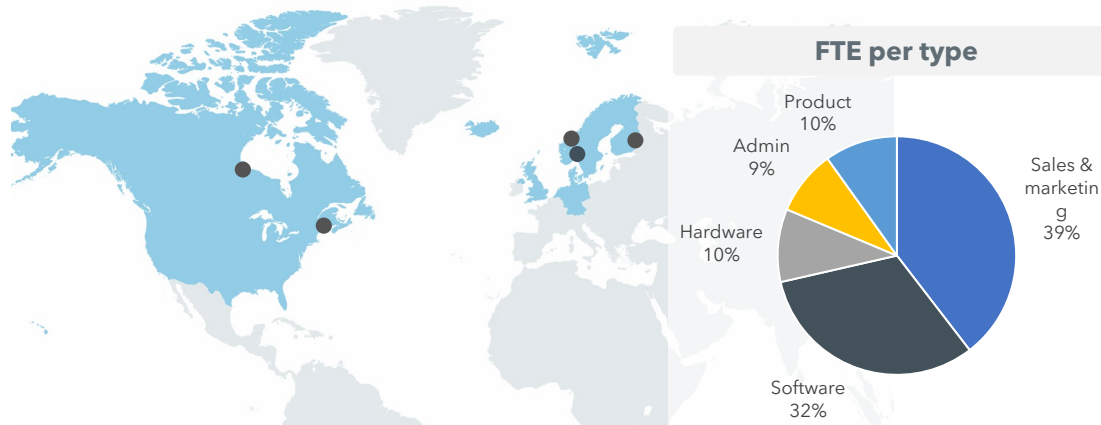 FTE per type
Product
10%
Admin
9%
Sales &
marketin
g
39%
Hardware
10%
Software
32%